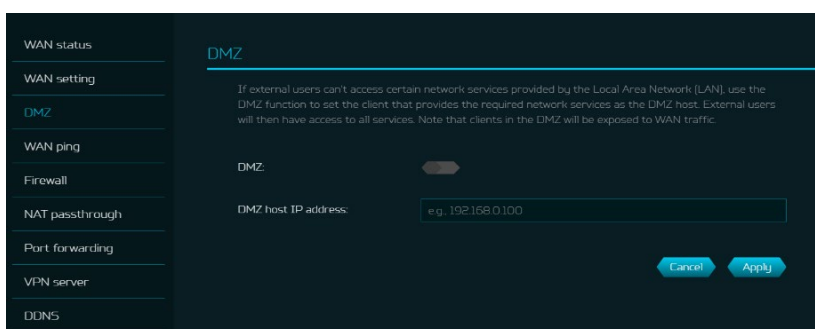 WAN status
WAN setting
DMZ
WAN ping
Firewall
NAT passthrough
Port forwarding
VPN server
DDNS
DMZ
If external users can't access certain network services provided by the Local Area Network (LAN), use the
DMZ function to set the client that provides the required network services as the DMZ host. External users
will then have access to all services. Note that clients in the DMZ will be exposed to WAN traffic.
DMZ:
DMZ host IP address:
e.g., 192.168.0.100
Cancel
Apply